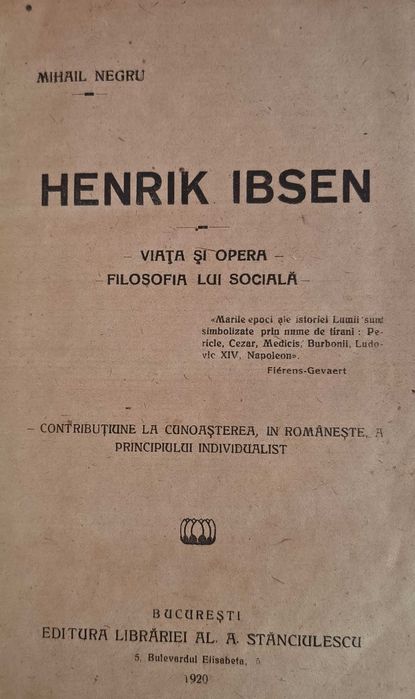 MIHAIL NEGRU
HENRIK IBSEN
– VIAȚA ȘI OPERA –
– FILOSOFIA LUI SOCIALĂ –
«Marile epoci ale istoriei Lumii sunt
simbolizate prin nume de tirani : Pe-
ricle, Cezar, Medicis, Burbonii, Ludo-
vic XIV, Napoleon».
Fiérens-Gevaert
– CONTRIBUȚIUNE LA CUNOAȘTEREA, IN ROMÂNEȘTE, A
PRINCIPIULUI INDIVIDUALIST
BUCUREȘTI
EDITURA LIBRĂRIEI AL. A. STĂNCIULESCU
5, Bulevardul Elisabeta, 5
1920